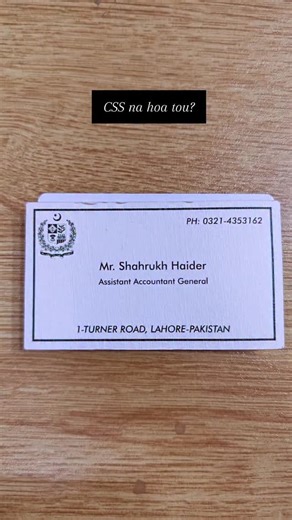 CSS na hoa tou?
PH: 0321-4353162
Mr. Shahrukh Haider
Assistant Accountant General
1-TURNER ROAD, LAHORE-PAKISTAN